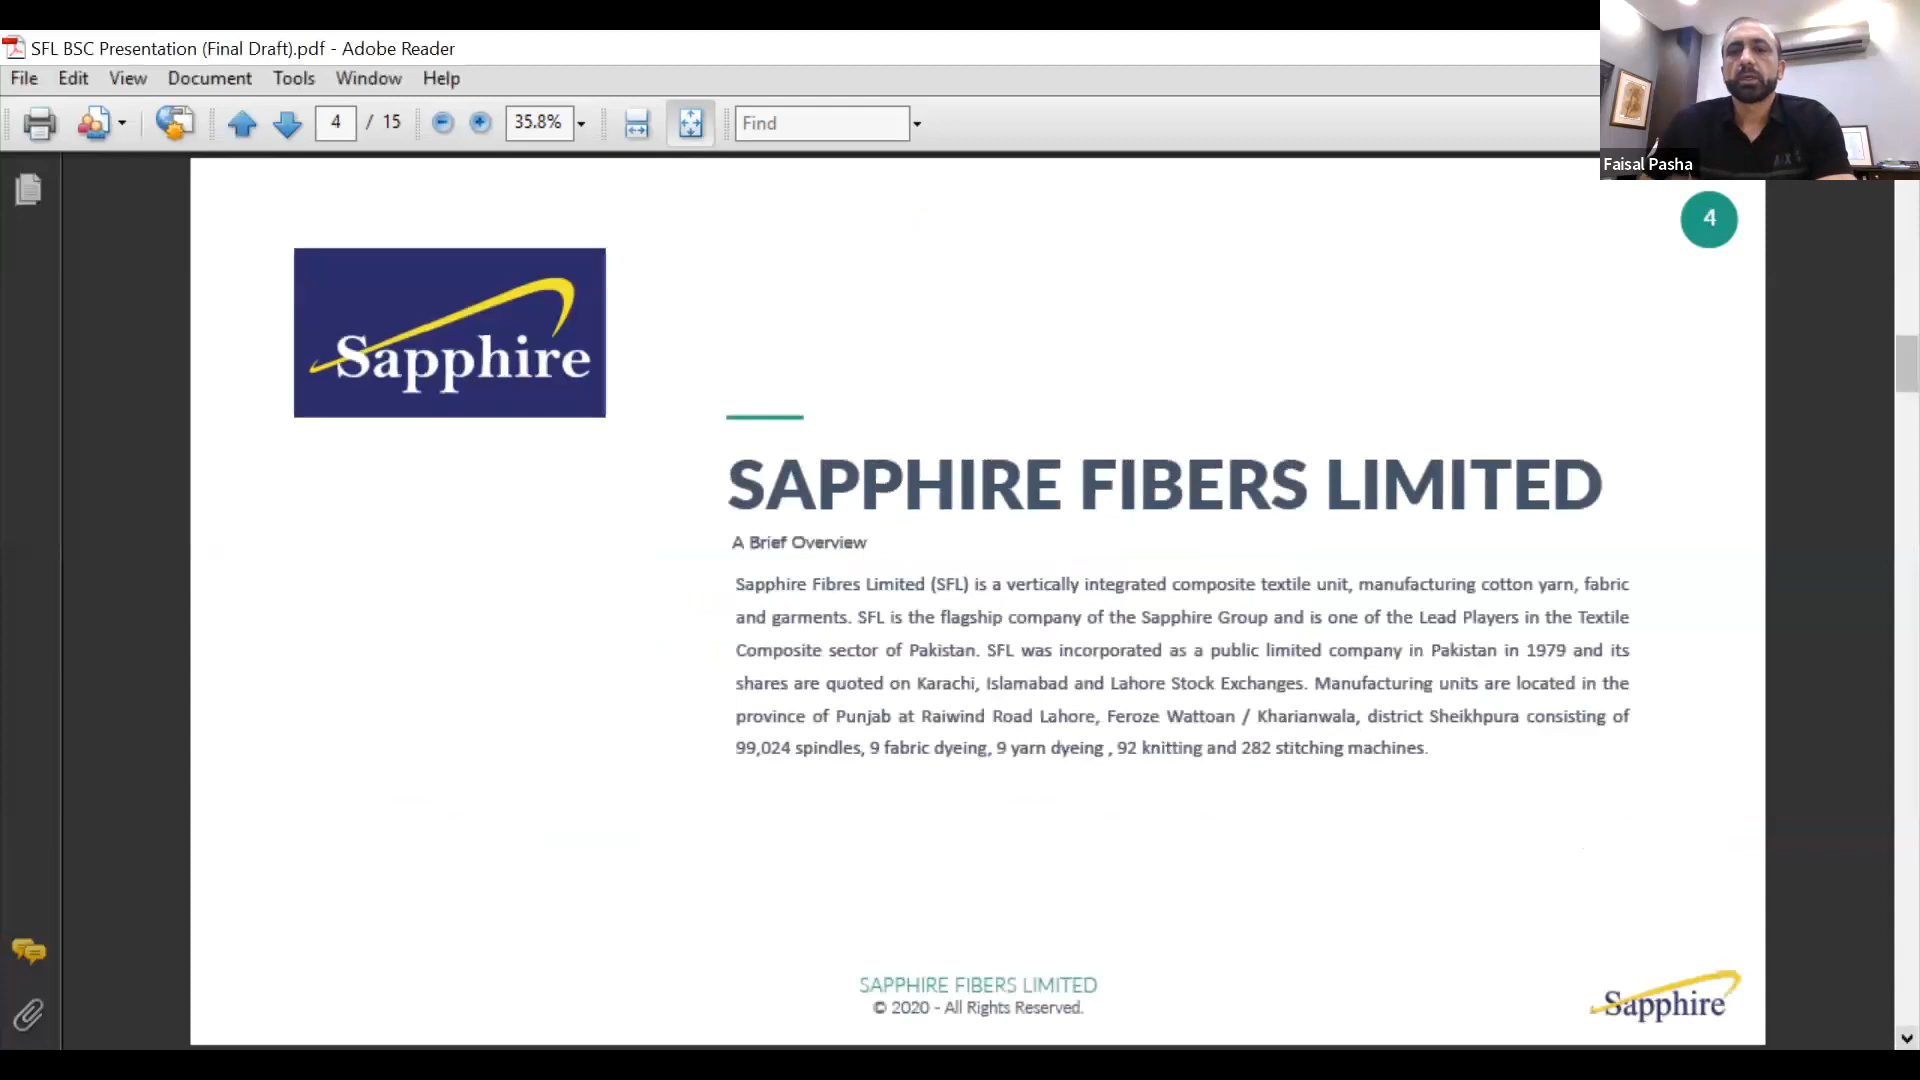 SFL BSC Presentation (Final Draft).pdf - Adobe Reader
File Edit View Document Tools Window Help
4 / 15 35.8% Find
Faisal Pasha
4
Sapphire
SAPPHIRE FIBERS LIMITED
A Brief Overview
Sapphire Fibres Limited (SFL) is a vertically integrated composite textile unit, manufacturing cotton yarn, fabric
and garments. SFL is the flagship company of the Sapphire Group and is one of the Lead Players in the Textile
Composite sector of Pakistan. SFL was incorporated as a public limited company in Pakistan in 1979 and its
shares are quoted on Karachi, Islamabad and Lahore Stock Exchanges. Manufacturing units are located in the
province of Punjab at Raiwind Road Lahore, Feroze Wattoan / Kharianwala, district Sheikhpura consisting of
99,024 spindles, 9 fabric dyeing, 9 yarn dyeing , 92 knitting and 282 stitching machines.
SAPPHIRE FIBERS LIMITED
© 2020 - All Rights Reserved.
Sapphire